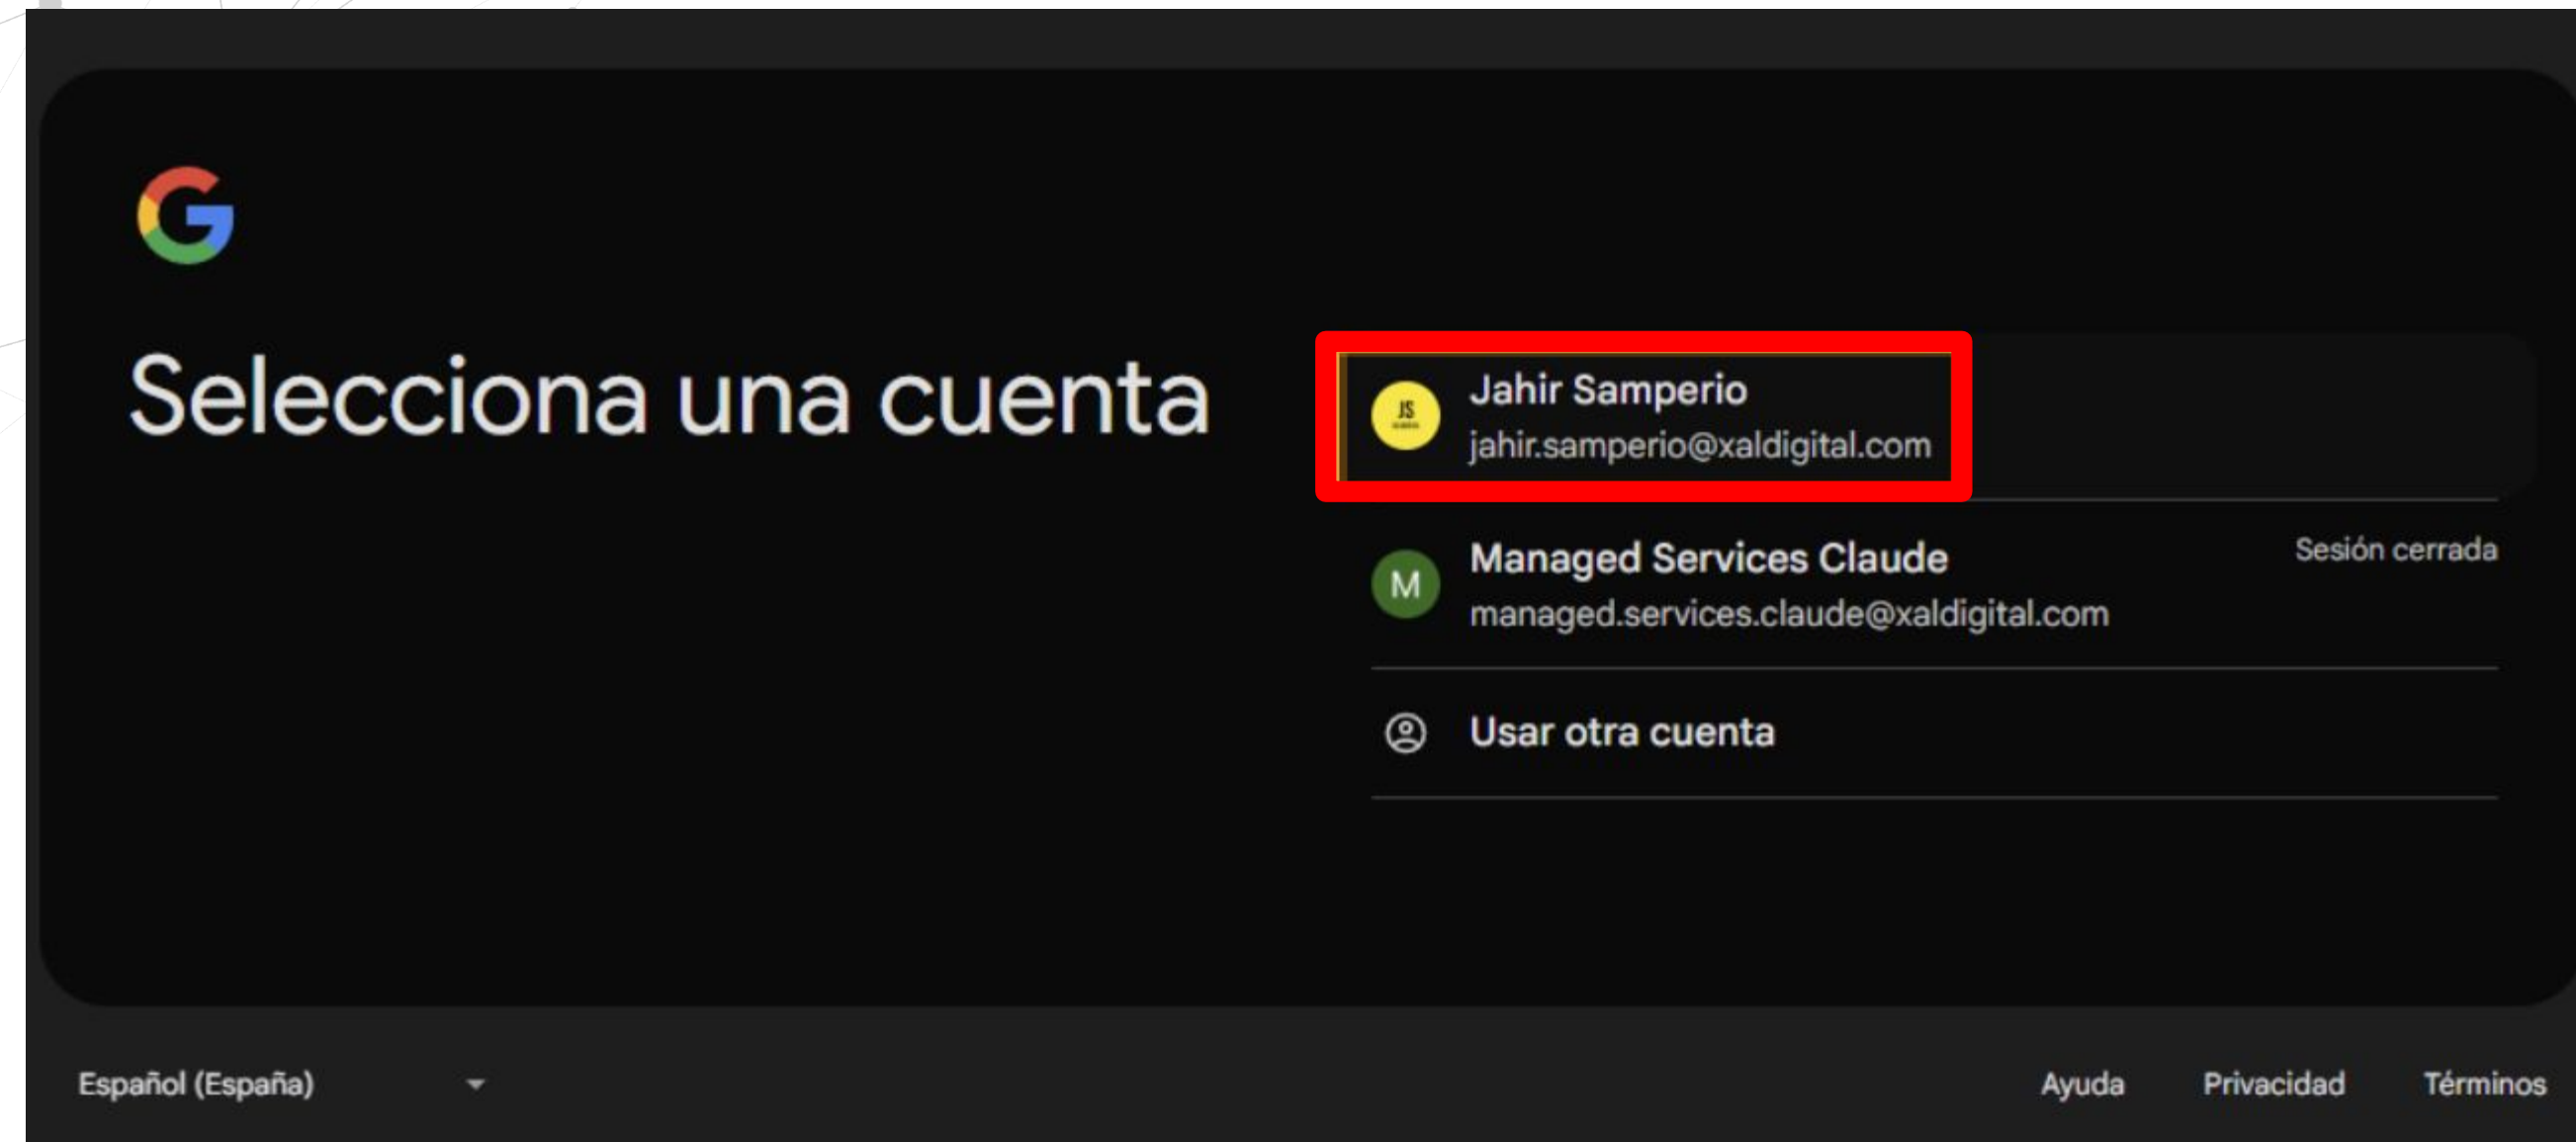 Selecciona una cuenta
JS
Jahir Samperio
jahir.samperio@xaldigital.com
M
Managed Services Claude
Sesión cerrada
managed.services.claude@xaldigital.com
Usar otra cuenta
Español (España)
Ayuda
Privacidad
Términos